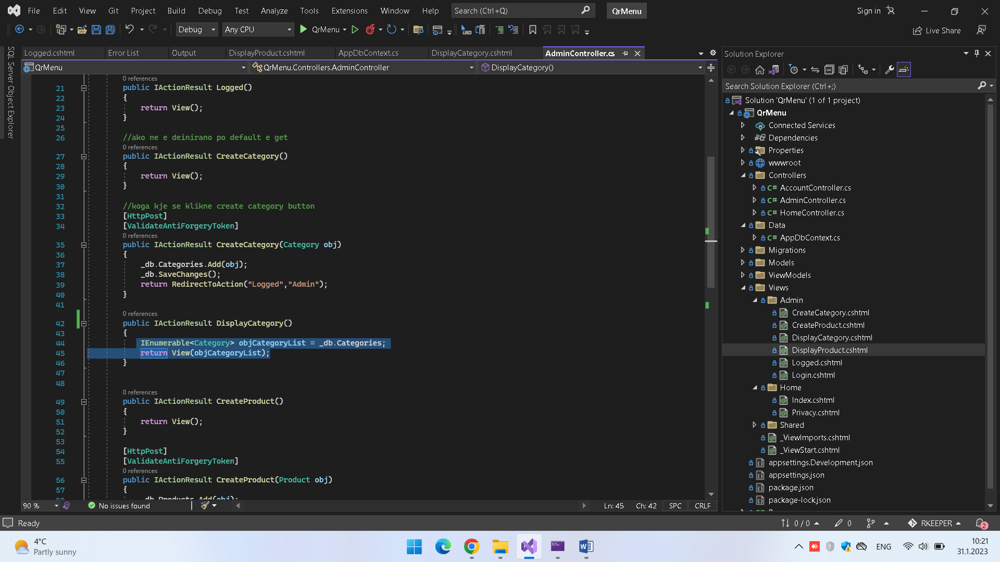 File Edit View Git Project Build Debug Test Analyze Tools Extensions Window Help Search (Ctrl+Q) QrMenu Sign in
Debug Any CPU QrMenu Live Share
SQL Server Object Explorer
Logged.cshtml Error List Output DisplayProduct.cshtml AppDbContext.cs DisplayCategory.cshtml AdminController.cs
QrMenu QrMenu.Controllers.AdminController DisplayCategory()
0 references
21 public IActionResult Logged()
22 {
23 return View();
24 }
25
26 //ako ne e deinirano po default e get
0 references
27 public IActionResult CreateCategory()
28 {
29 return View();
30 }
31
32 //koga kje se klikne create category button
33 [HttpPost]
34 [ValidateAntiForgeryToken]
0 references
35 public IActionResult CreateCategory(Category obj)
36 {
37 _db.Categories.Add(obj);
38 _db.SaveChanges();
39 return RedirectToAction("Logged","Admin");
40 }
41
0 references
42 public IActionResult DisplayCategory()
43 {
44 IEnumerable<Category> objCategoryList = _db.Categories;
45 return View(objCategoryList);
46 }
47
48
0 references
49 public IActionResult CreateProduct()
50 {
51 return View();
52 }
53
54 [HttpPost]
55 [ValidateAntiForgeryToken]
0 references
56 public IActionResult CreateProduct(Product obj)
57 {
58 _db.Products.Add(obj);
90 % No issues found Ln: 45 Ch: 42 SPC CRLF
Solution Explorer
Search Solution Explorer (Ctrl+;)
Solution 'QrMenu' (1 of 1 project)
QrMenu
Connected Services
Dependencies
Properties
wwwroot
Controllers
C# AccountController.cs
C# AdminController.cs
C# HomeController.cs
Data
C# AppDbContext.cs
Migrations
Models
ViewModels
Views
Admin
CreateCategory.cshtml
CreateProduct.cshtml
DisplayCategory.cshtml
DisplayProduct.cshtml
Logged.cshtml
Login.cshtml
Home
Index.cshtml
Privacy.cshtml
Shared
_ViewImports.cshtml
_ViewStart.cshtml
appsettings.Development.json
appsettings.json
package.json
package-lock.json
Ready 0 / 0 0 RKEEPER 2
4°C
Partly sunny
ENG
10:21
31.1.2023